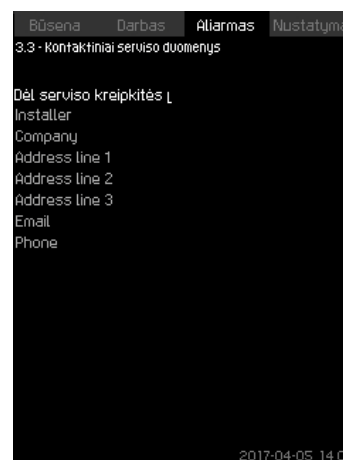 Būsena Darbas Aliarmas Nustatyma
3.3 - Kontaktiniai serviso duomenys
Dėl serviso kreipkitės į
Installer
Company
Address line 1
Address line 2
Address line 3
Email
Phone
2017-04-05 14:0